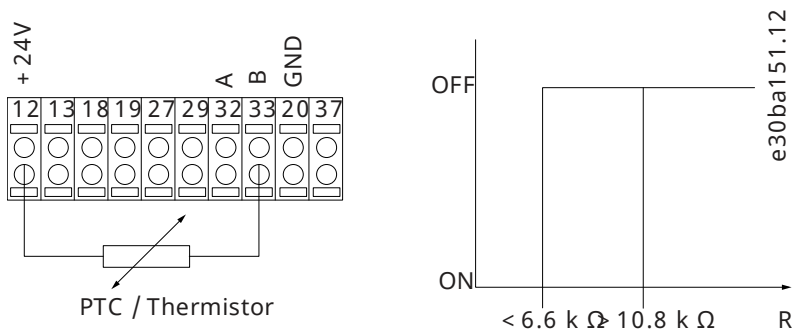 +24V
A
B
GND
12 13 18 19 27 29 32 33 20 37
PTC / Thermistor
OFF
ON
< 6.6 k Ω
> 10.8 k Ω
R
e30ba151.12